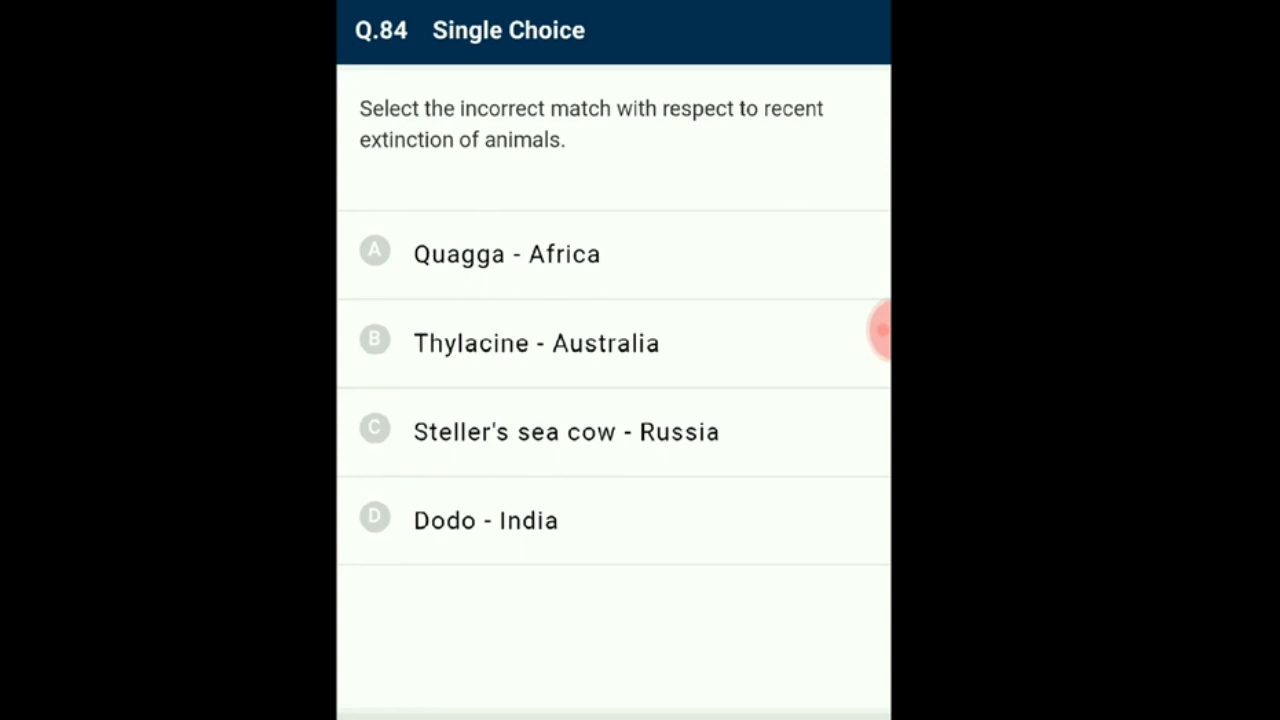 Q.84 Single Choice
Select the incorrect match with respect to recent
extinction of animals.
A Quagga - Africa
B Thylacine - Australia
C Steller's sea cow - Russia
D Dodo - India